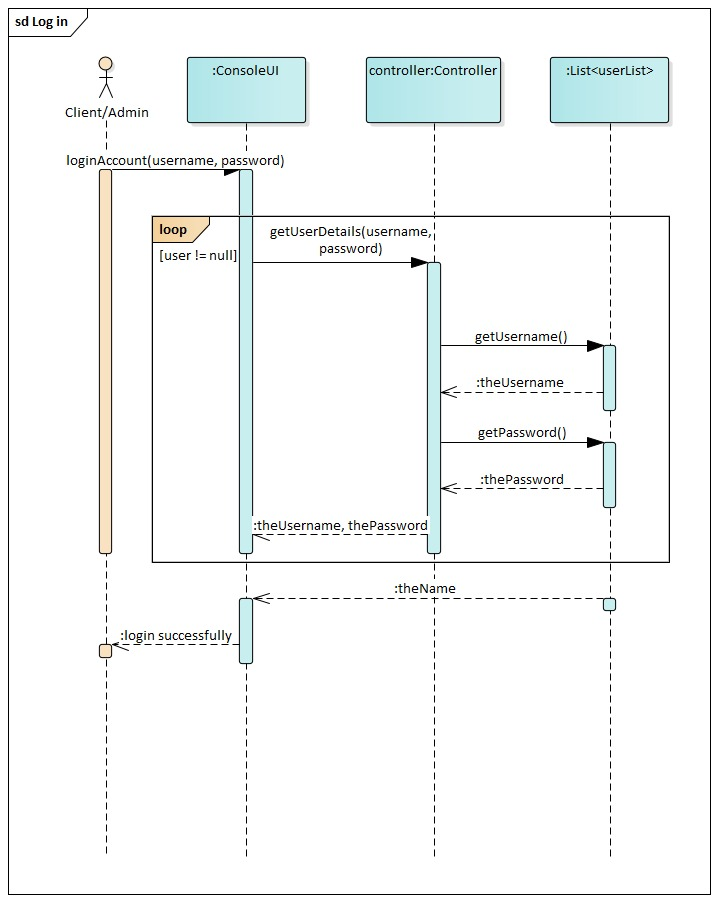 sd Log in
:ConsoleUI
controller:Controller
:List<userList>
Client/Admin
loginAccount(username, password)
loop
getUserDetails(username,
password)
[user != null]
getUsername()
:theUsername
getPassword()
:thePassword
:theUsername, thePassword
:theName
:login successfully